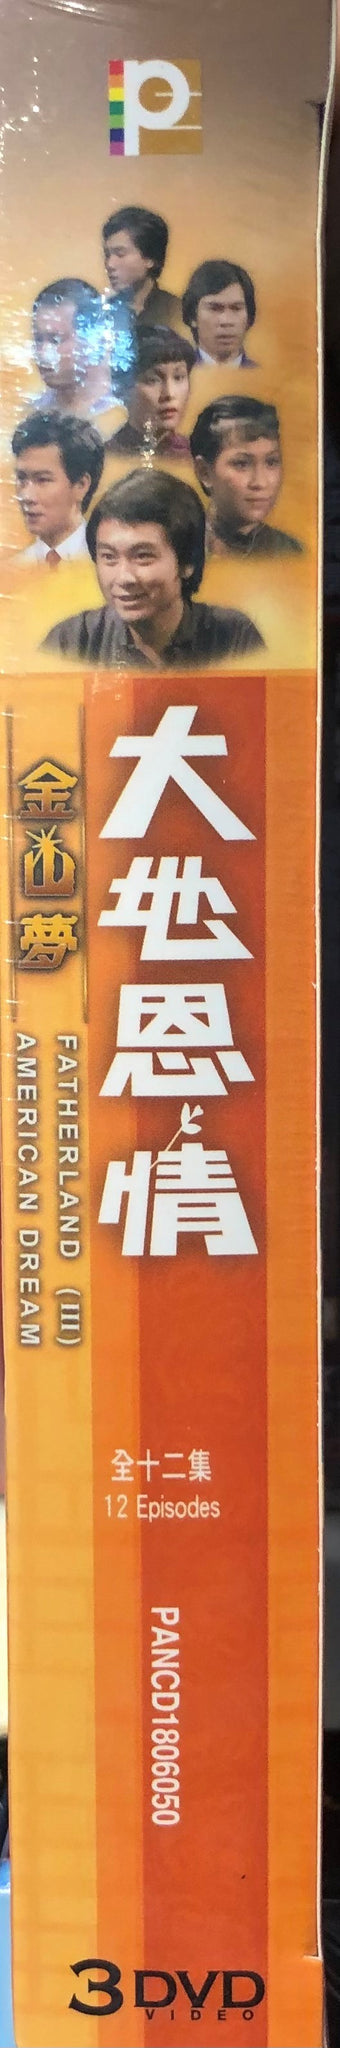 P
大地恩情
金山夢
FATHERLAND (III)
AMERICAN DREAM
全十二集
12 Episodes
PANCD1806050
3 DVD
VIDEO